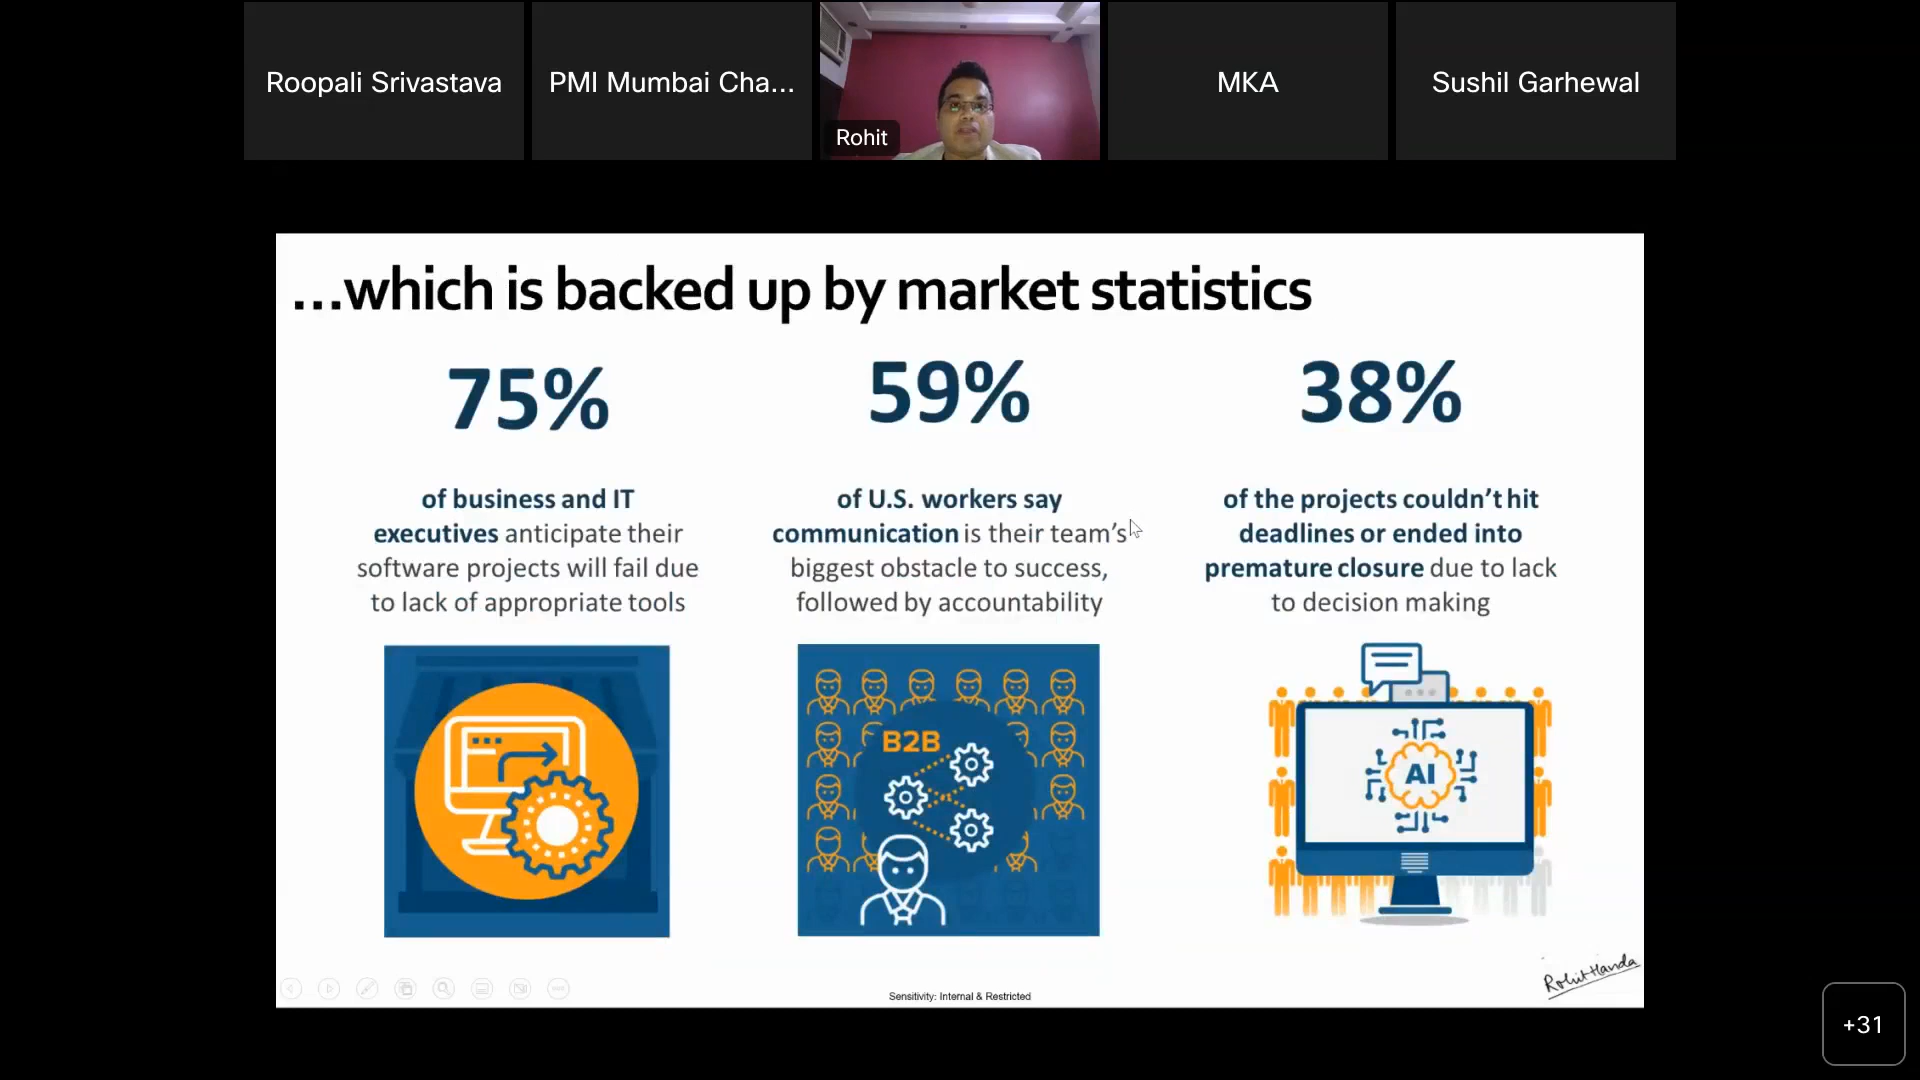 Roopali Srivastava
PMI Mumbai Cha...
Rohit
MKA
Sushil Garhewal
...which is backed up by market statistics
75%
of business and IT
executives anticipate their
software projects will fail due
to lack of appropriate tools
59%
of U.S. workers say
communication is their team's
biggest obstacle to success,
followed by accountability
B2B
38%
of the projects couldn't hit
deadlines or ended into
premature closure due to lack
to decision making
AI
Rohit Handa
Sensitivity: Internal & Restricted
+31